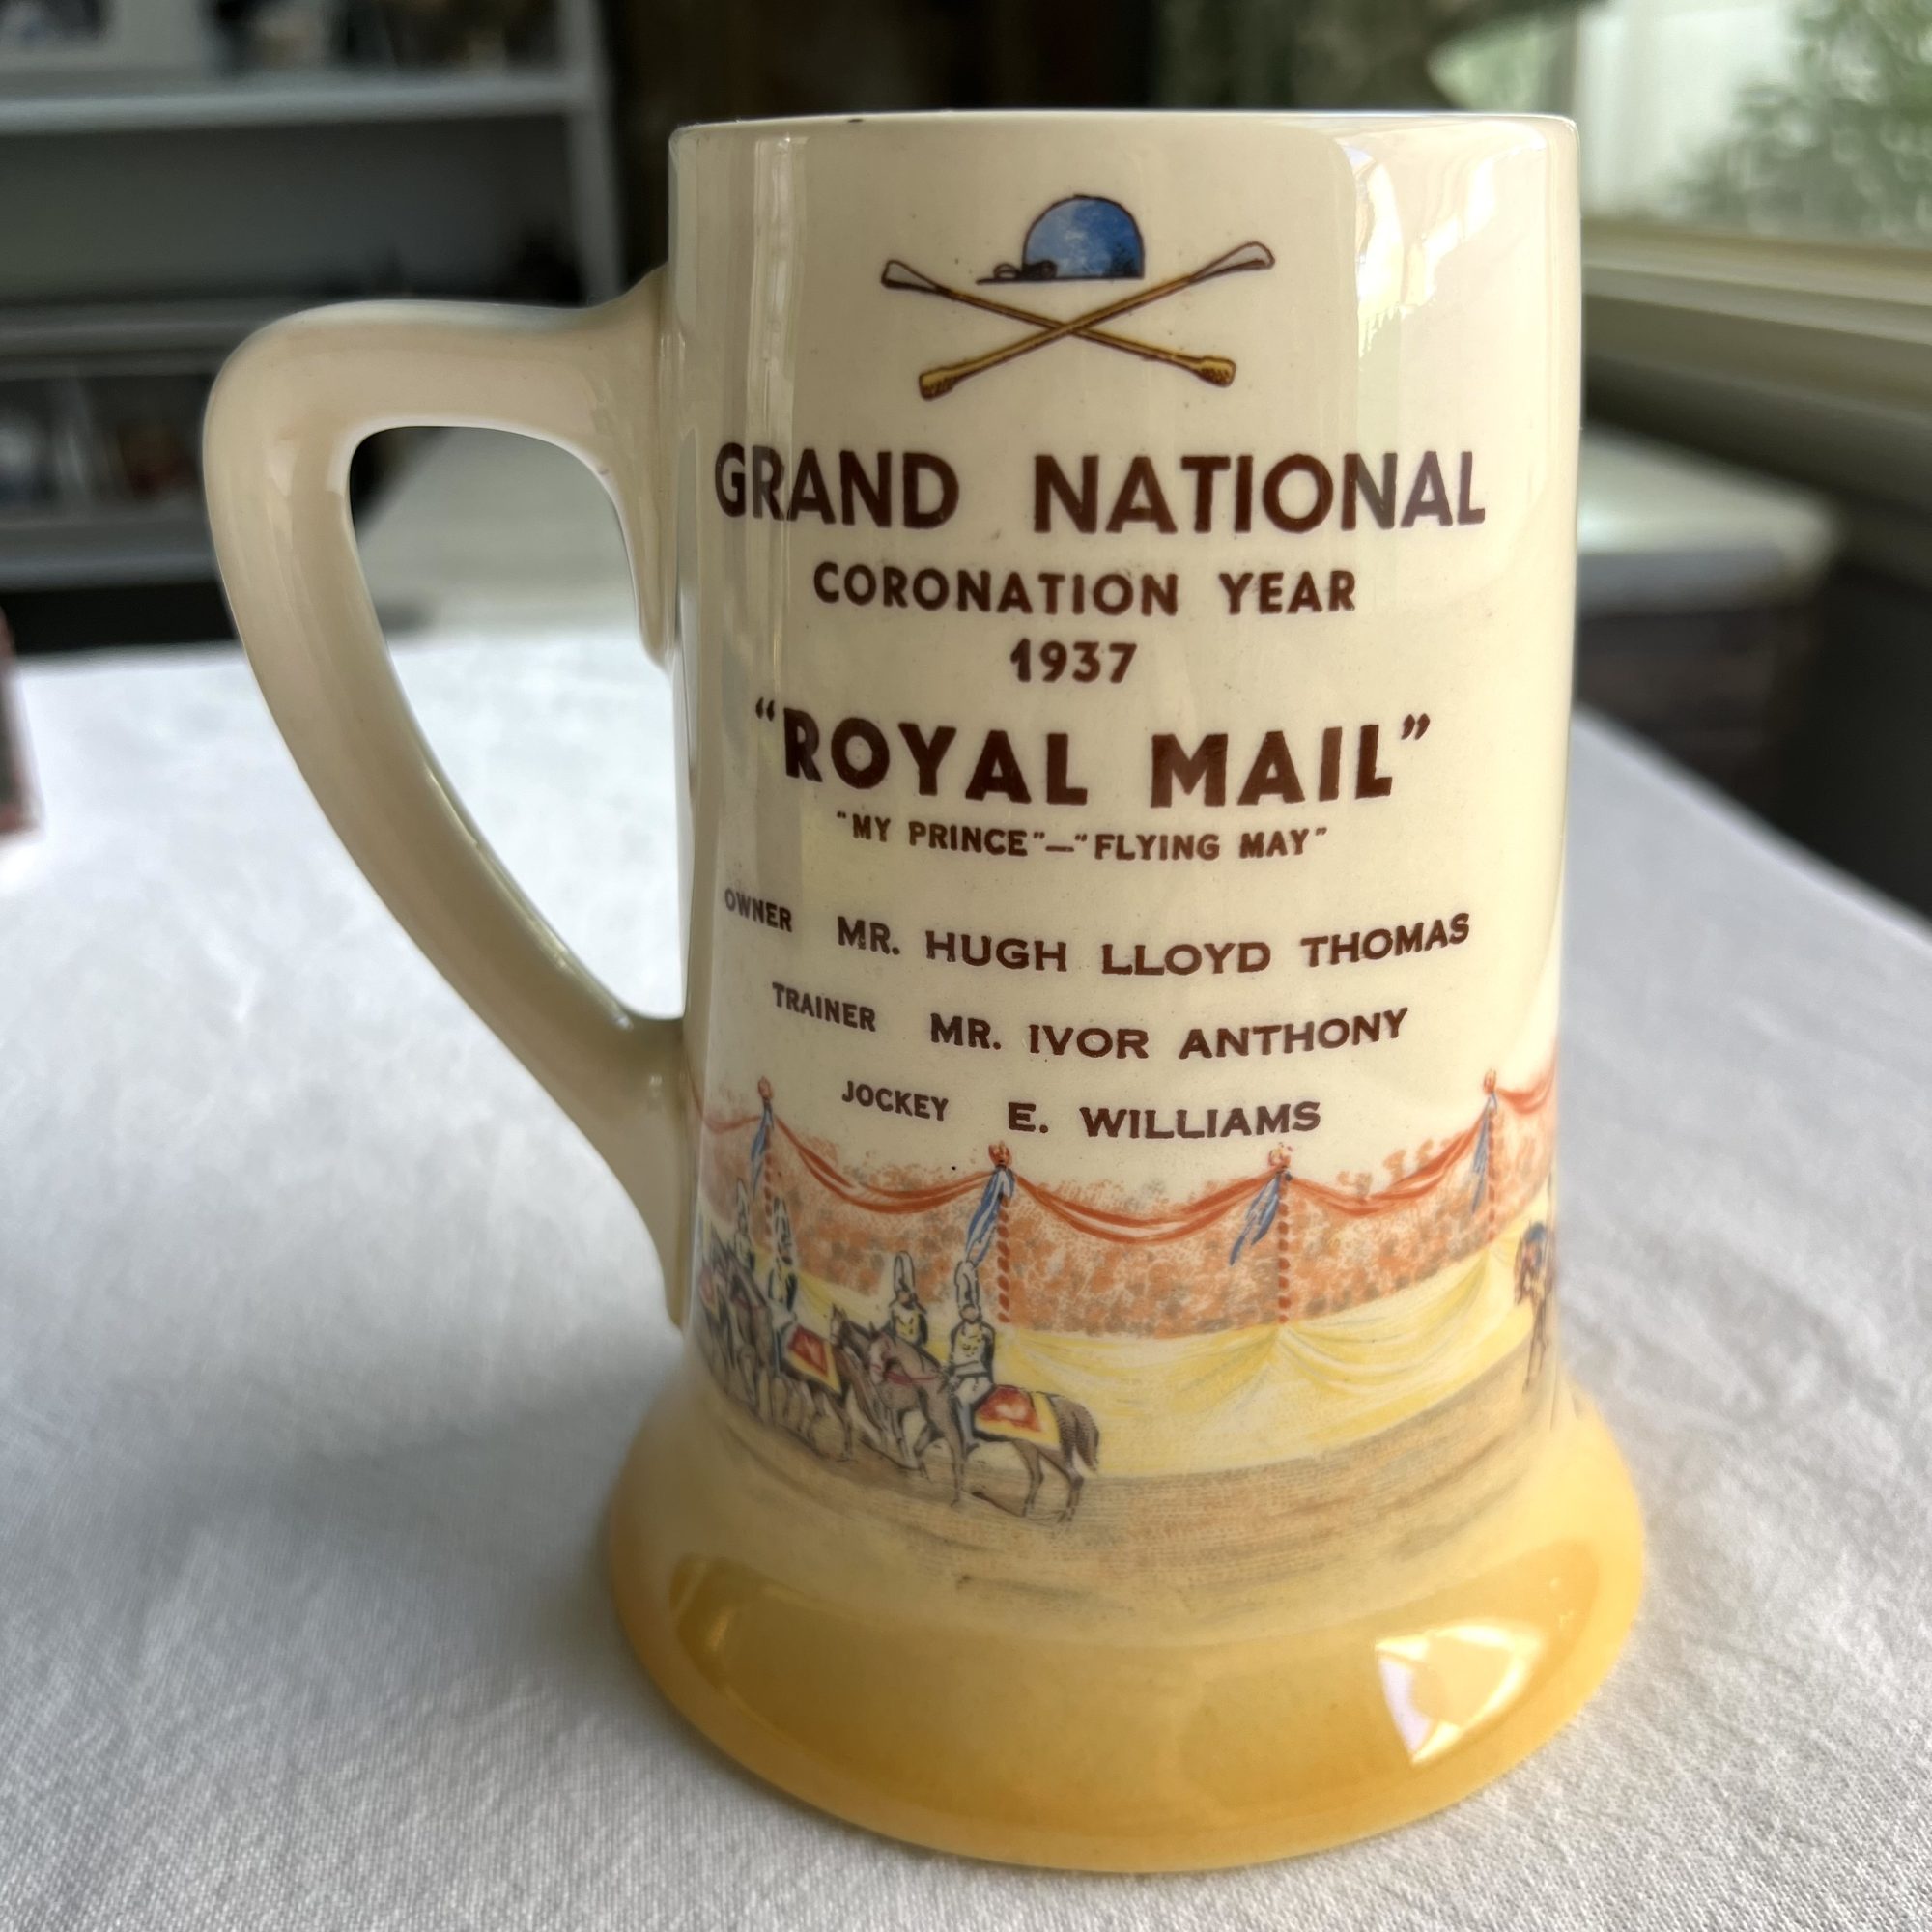 GRAND NATIONAL
CORONATION YEAR
1937
“ROYAL MAIL”
“MY PRINCE”—“FLYING MAY”
OWNER MR. HUGH LLOYD THOMAS
TRAINER MR. IVOR ANTHONY
JOCKEY E. WILLIAMS